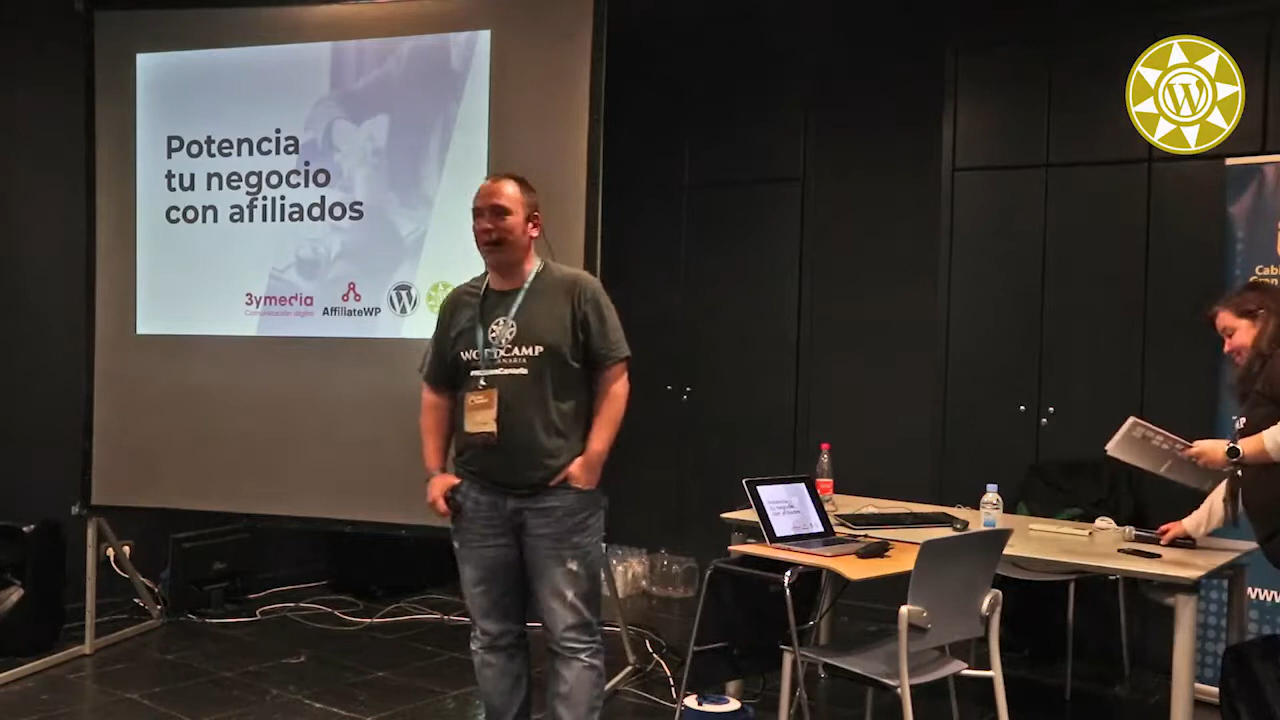 Potencia
tu negocio
con afiliados
3ymedia
Comunicación digital
AffiliateWP
W
WORDCAMP
W